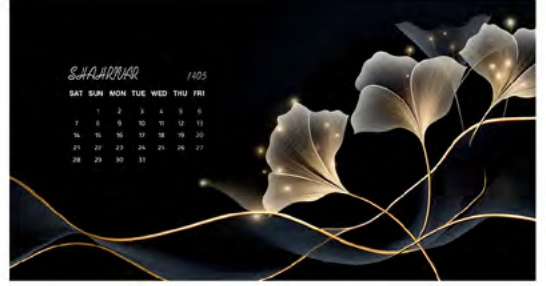 SHAHRIVAR 1405
SAT SUN MON TUE WED THU FRI
1 2 3 4 5 6
7 8 9 10 11 12 13
14 15 16 17 18 19 20
21 22 23 24 25 26 27
28 29 30 31